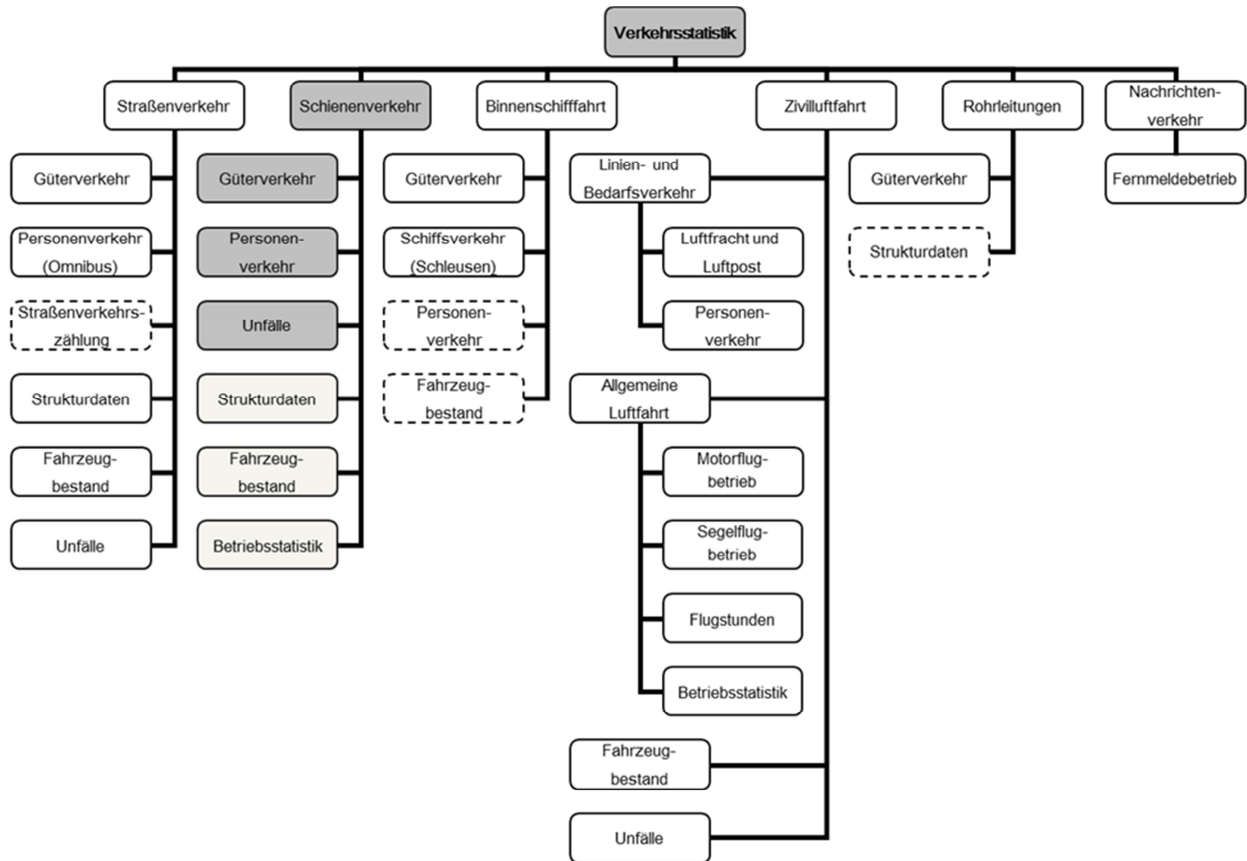 Verkehrsstatistik
Straßenverkehr
Schienenverkehr
Binnenschifffahrt
Zivilluftfahrt
Rohrleitungen
Nachrichten-
verkehr
Güterverkehr
Personenverkehr
(Omnibus)
Straßenverkehrs-
zählung
Strukturdaten
Fahrzeug-
bestand
Unfälle
Güterverkehr
Personen-
verkehr
Unfälle
Strukturdaten
Fahrzeug-
bestand
Betriebsstatistik
Güterverkehr
Schiffsverkehr
(Schleusen)
Personen-
verkehr
Fahrzeug-
bestand
Linien- und
Bedarfsverkehr
Luftfracht und
Luftpost
Personen-
verkehr
Allgemeine
Luftfahrt
Motorflug-
betrieb
Segelflug-
betrieb
Flugstunden
Betriebsstatistik
Fahrzeug-
bestand
Unfälle
Güterverkehr
Strukturdaten
Fernmeldebetrieb